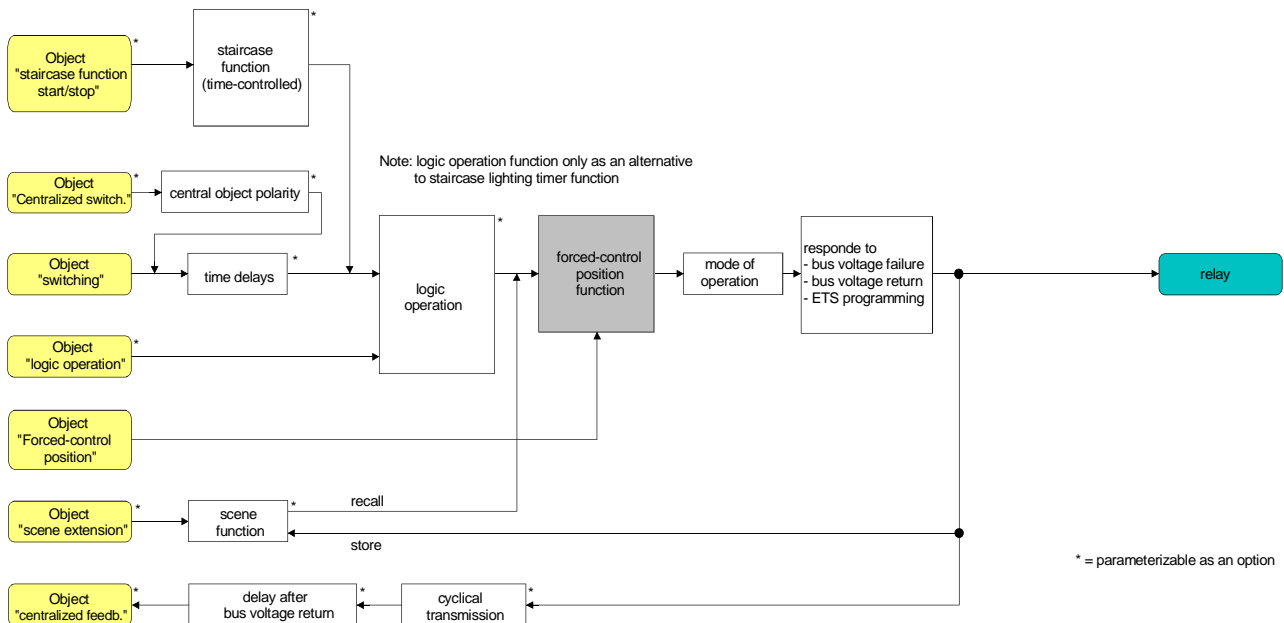 *
*
Object
"staircase function
start/stop"
staircase
function
(time-controlled)
Note: logic operation function only as an alternative
to staircase lighting timer function
*
*
Object
"Centralized switch."
central object polarity
*
*
Object
"switching"
time delays
logic
operation
forced-control
position
function
mode of
operation
responde to
- bus voltage failure
- bus voltage return
- ETS programming
relay
*
Object
"logic operation"
Object
"Forced-control
position"
*
*
Object
"scene extension"
scene
function
recall
store
* = parameterizable as an option
*
*
*
Object
"centralized feedb."
delay after
bus voltage return
cyclical
transmission